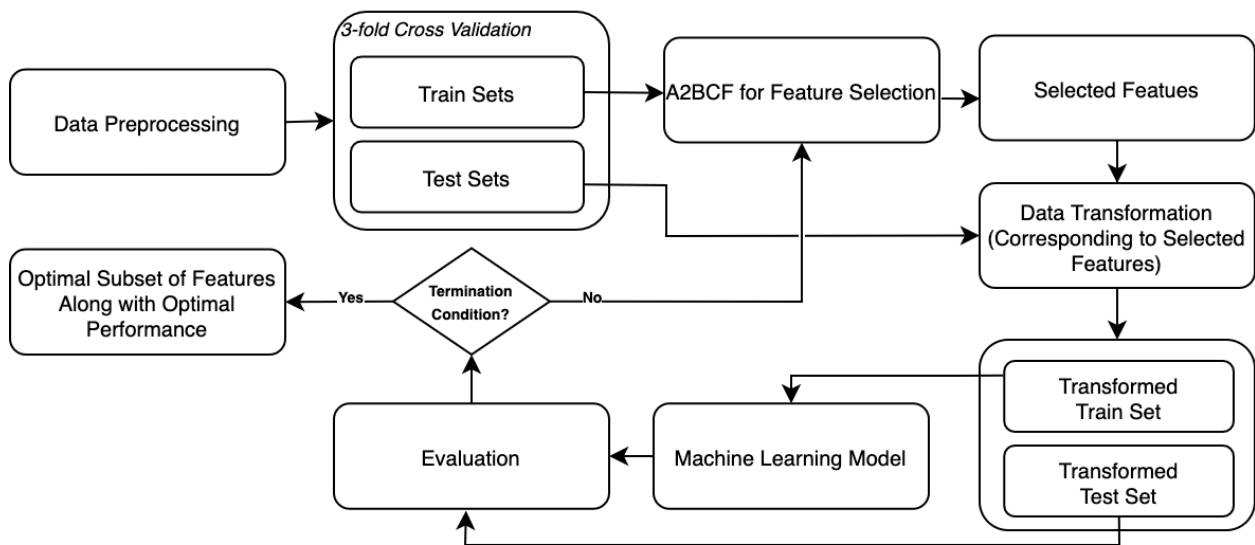 3-fold Cross Validation
Data Preprocessing
Train Sets
Test Sets
A2BCF for Feature Selection
Selected Featues
Data Transformation
(Corresponding to Selected
Features)
Optimal Subset of Features
Along with Optimal
Performance
Yes
Termination
Condition?
No
Transformed
Train Set
Transformed
Test Set
Machine Learning Model
Evaluation